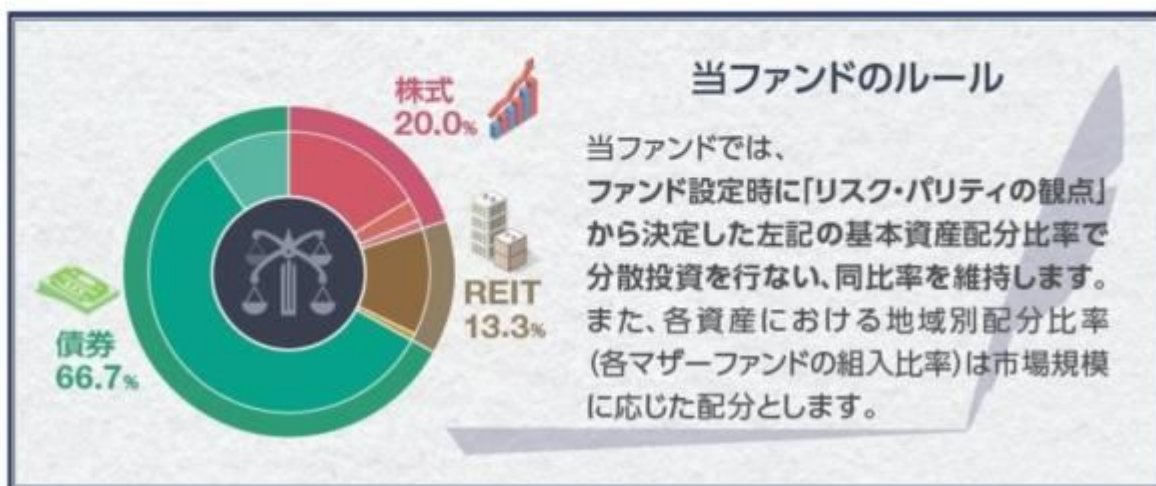 株式
20.0%
REIT
13.3%
債券
66.7%
当ファンドのルール
当ファンドでは、
ファンド設定時に「リスク・パリティの観点」
から決定した左記の基本資産配分比率で
分散投資を行ない、同比率を維持します。
また、各資産における地域別配分比率
(各マザーファンドの組入比率)は市場規模
に応じた配分とします。